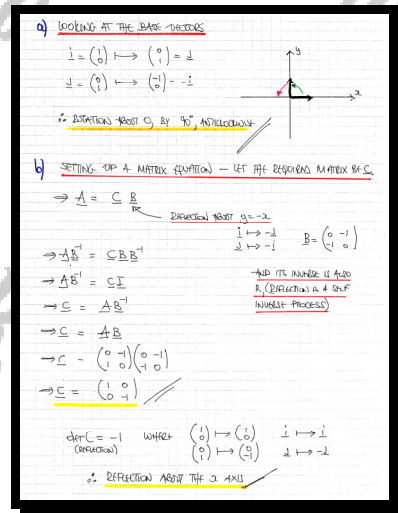 a) LOOKING AT THE BASE VECTORS
i = (1 0) ⟼ (0 1) = j
j = (0 1) ⟼ (-1 0) = -i
y
x
∴ ROTATION ABOUT O, BY 90°, ANTICLOCKWISE
b) SETTING UP A MATRIX EQUATION - LET THE REQUIRED MATRIX BE C
⇒ A = C B
REFLECTION ABOUT y=-x
i ⟼ -j
j ⟼ -i
B = (0 -1
-1 0)
⇒ AB⁻¹ = CBB⁻¹
⇒ AB⁻¹ = CI
⇒ C = AB⁻¹
AND ITS INVERSE IS ALSO
B, (REFLECTION IS A SELF
INVERSE PROCESS)
⇒ C = AB
⇒ C = (0 -1
1 0)(0 -1
-1 0)
⇒ C = (1 0
0 -1)
det C = -1 WHERE (1 0) ⟼ (1 0) i ⟼ i
(REFLECTION) (0 1) ⟼ (0 -1) j ⟼ -j
∴ REFLECTION ABOUT THE x AXIS